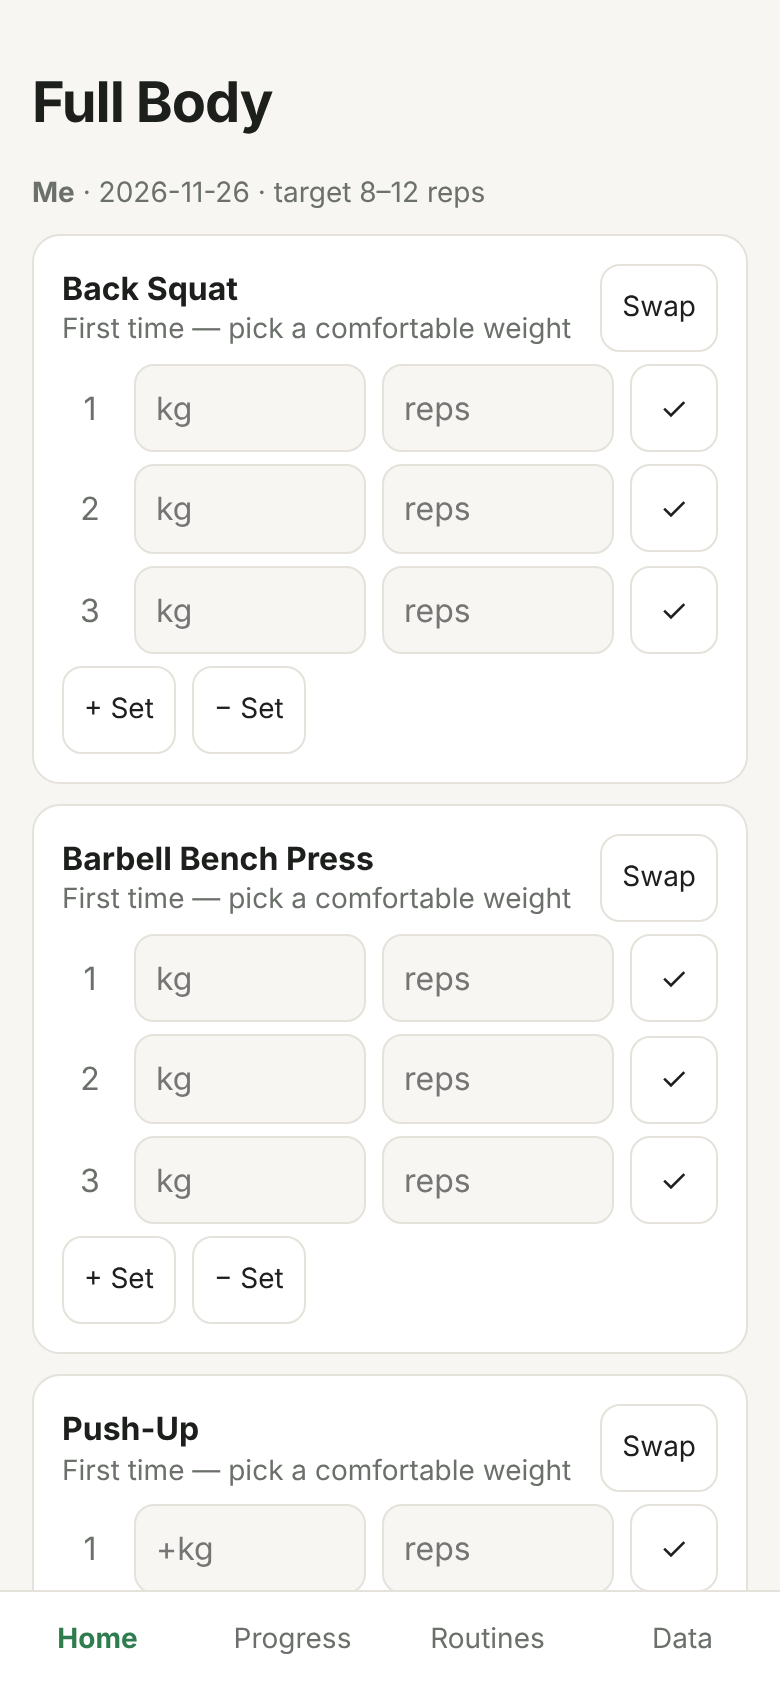 Full Body
Me · 2026-11-26 · target 8–12 reps
Back Squat
First time — pick a comfortable weight
Swap
1 kg reps ✓
2 kg reps ✓
3 kg reps ✓
+ Set − Set
Barbell Bench Press
First time — pick a comfortable weight
Swap
1 kg reps ✓
2 kg reps ✓
3 kg reps ✓
+ Set − Set
Push-Up
First time — pick a comfortable weight
Swap
1 +kg reps ✓
Home Progress Routines Data